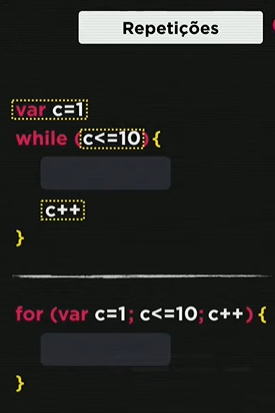 Repetições
var c=1
while (c<=10) {
c++
}
for (var c=1; c<=10; c++) {
}